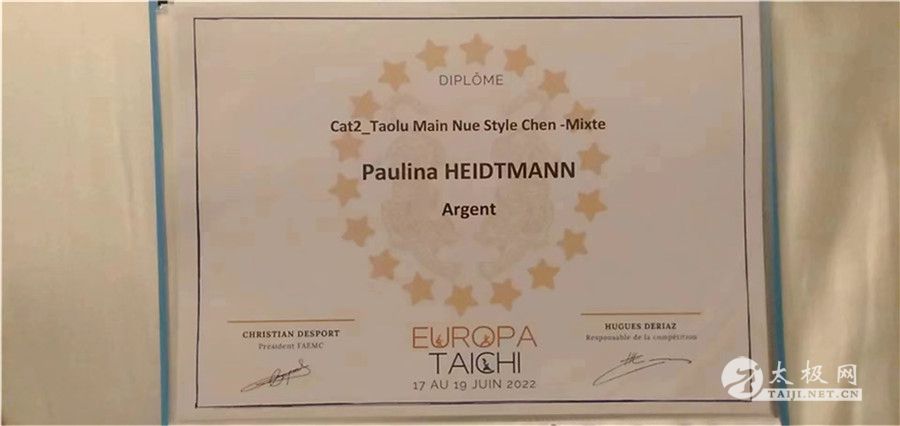 DIPLÔME
Cat2_Taolu Main Nue Style Chen -Mixte
Paulina HEIDTMANN
Argent
CHRISTIAN DESPORT
Président FAEMC
EUROPA
TAICHI
17 AU 19 JUIN 2022
HUGUES DERIAZ
Responsable de la compétition
太极网
TAIJI.NET.CN